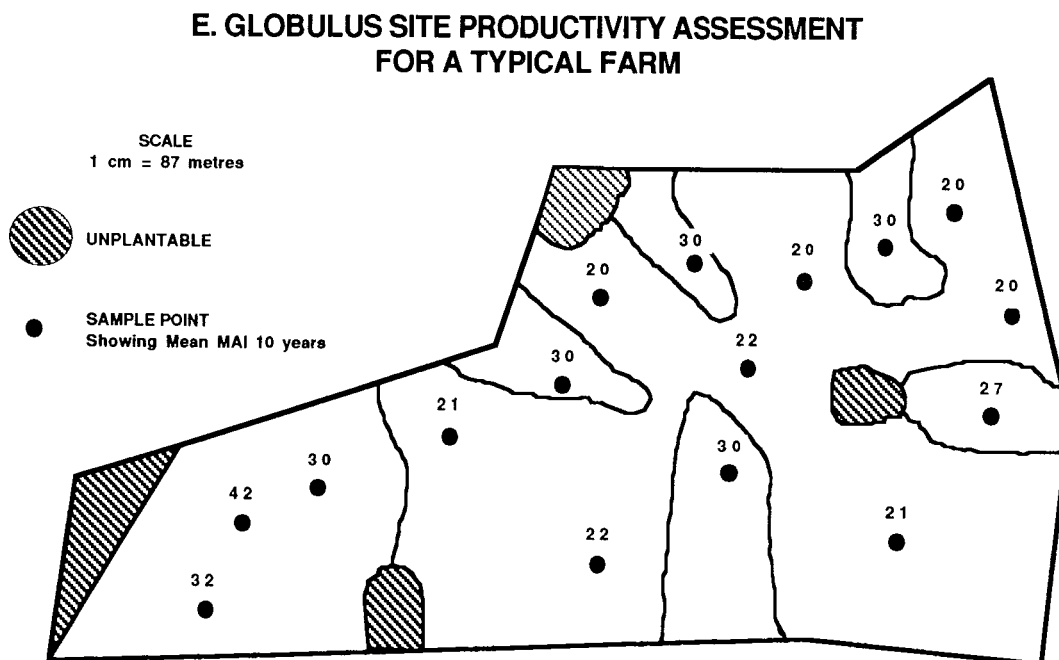 E. GLOBULUS SITE PRODUCTIVITY ASSESSMENT
FOR A TYPICAL FARM
SCALE
1 cm = 87 metres
UNPLANTABLE
SAMPLE POINT
Showing Mean MAI 10 years
20
30
30
20
20
20
22
30
27
21
30
30
42
21
22
32